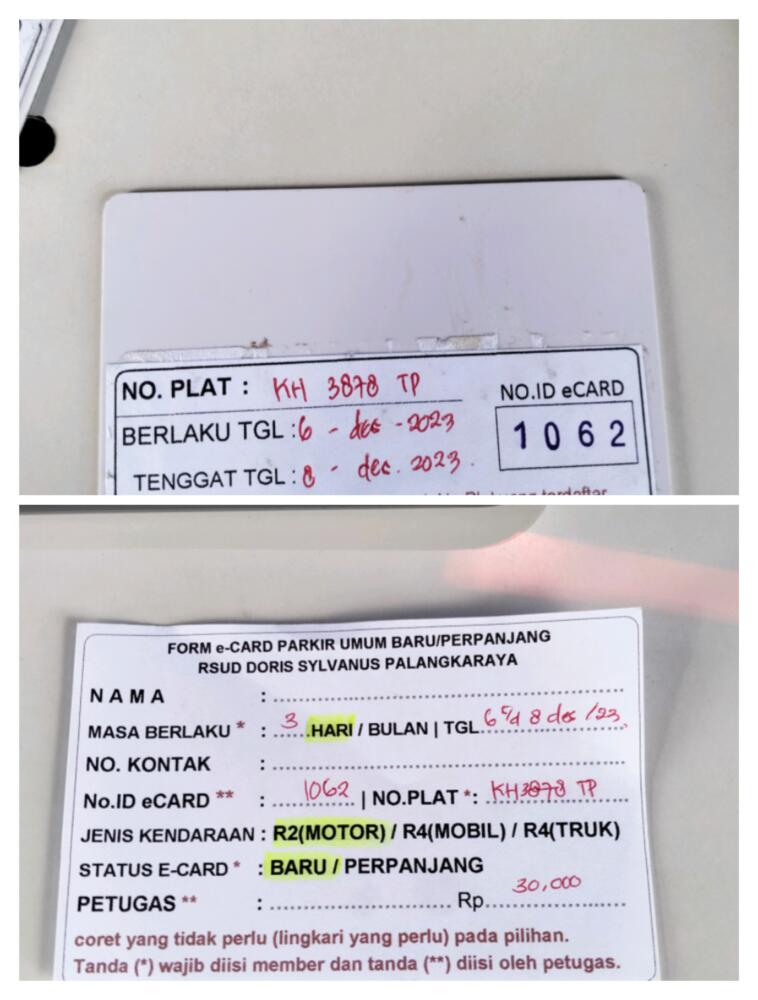 NO. PLAT : KH 3878 TP
NO.ID eCARD
BERLAKU TGL : 6 - des - 2023
1062
TENGGAT TGL : 8 - dec. 2023.
terdaftar
FORM e-CARD PARKIR UMUM BARU/PERPANJANG
RSUD DORIS SYLVANUS PALANGKARAYA
NAMA :
MASA BERLAKU * : 3 HARI / BULAN | TGL. 6 s/d 8 des /23
NO. KONTAK :
No.ID eCARD ** : 1062 | NO.PLAT *: KH 3878 TP
JENIS KENDARAAN : R2(MOTOR) / R4(MOBIL) / R4(TRUK)
STATUS E-CARD * : BARU / PERPANJANG
PETUGAS ** : Rp. 30,000
coret yang tidak perlu (lingkari yang perlu) pada pilihan.
Tanda (*) wajib diisi member dan tanda (**) diisi oleh petugas.